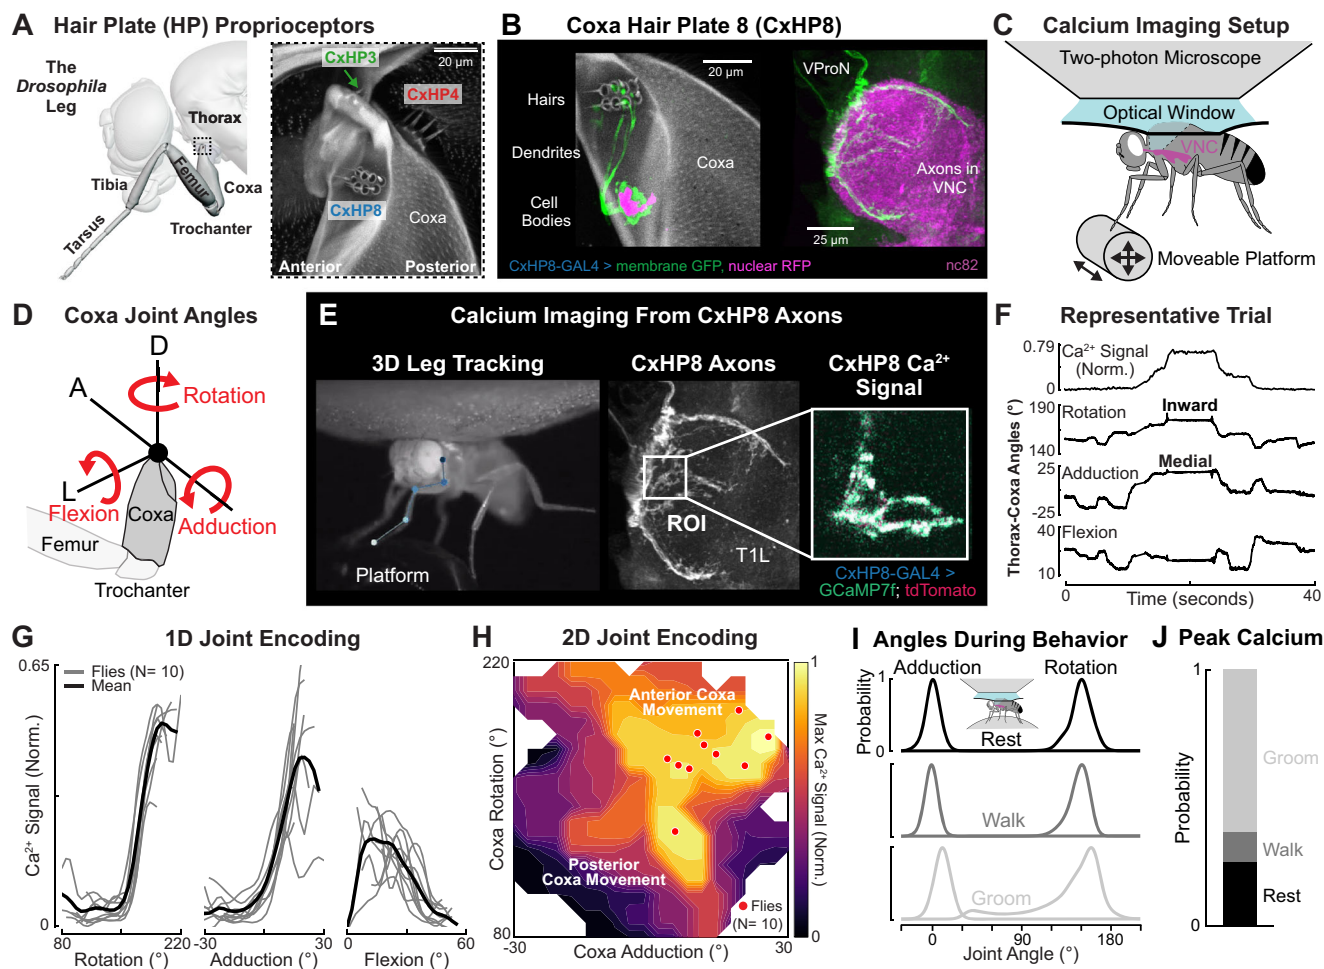 A Hair Plate (HP) Proprioceptors
The
Drosophila
Leg
Thorax
Femur
Tibia
Coxa
Trochanter
Tarsus
CxHP3
20 µm
CxHP4
CxHP8
Coxa
Anterior
Posterior
B Coxa Hair Plate 8 (CxHP8)
20 µm
Hairs
Dendrites
Cell
Bodies
Coxa
VProN
Axons in
VNC
25 µm
CxHP8-GAL4 > membrane GFP, nuclear RFP
nc82
C Calcium Imaging Setup
Two-photon Microscope
Optical Window
VNC
Moveable Platform
D Coxa Joint Angles
D
A
Rotation
L
Flexion
Coxa
Adduction
Femur
Trochanter
E Calcium Imaging From CxHP8 Axons
3D Leg Tracking
Platform
CxHP8 Axons
ROI
T1L
CxHP8 Ca²⁺
Signal
CxHP8-GAL4 >
GCaMP7f; tdTomato
F Representative Trial
0.79
Ca²⁺ Signal
(Norm.)
0
Thorax-Coxa Angles (°)
190
Rotation
Inward
140
25
Adduction
Medial
-25
40
Flexion
10
0
40
Time (seconds)
G 1D Joint Encoding
0.65
Flies (N= 10)
Mean
Ca²⁺ Signal (Norm.)
0
80
220
Rotation (°)
-30
30
Adduction (°)
0
60
Flexion (°)
H 2D Joint Encoding
220
Coxa Rotation (°)
80
Anterior Coxa
Movement
Posterior
Coxa Movement
Flies
(N= 10)
-30
30
Coxa Adduction (°)
1
Max Ca²⁺ Signal (Norm.)
0
I Angles During Behavior
Adduction
Rotation
Probability
1
0
Rest
Walk
Groom
0
90
180
Joint Angle (°)
J Peak Calcium
1
Probability
0
Groom
Walk
Rest